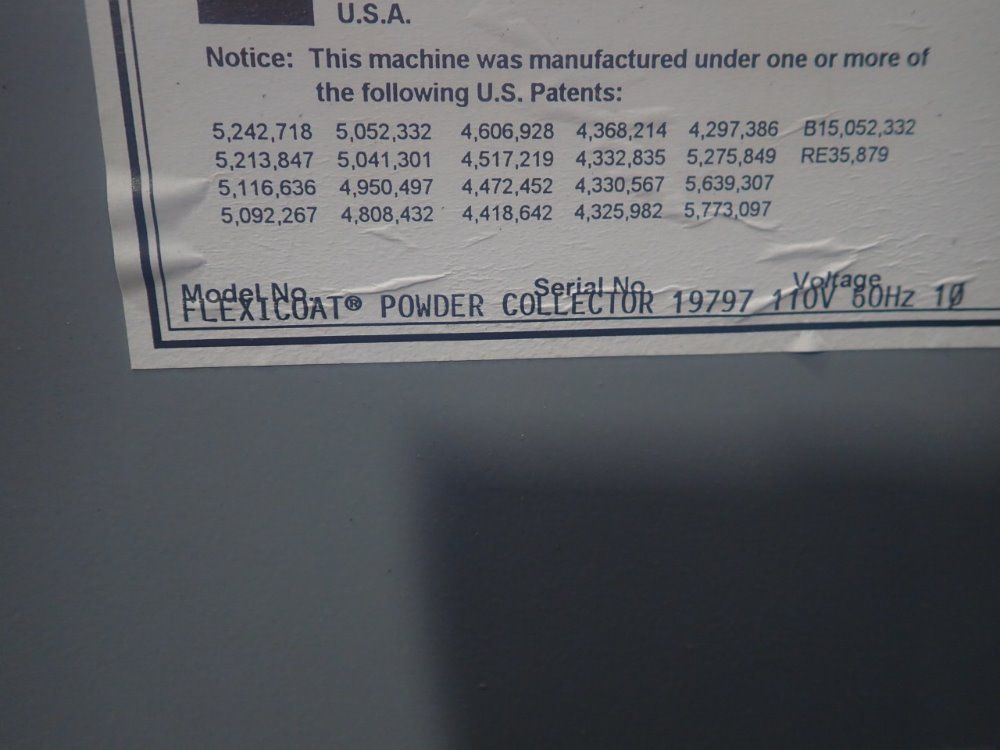 U.S.A.
Notice: This machine was manufactured under one or more of
the following U.S. Patents:
5,242,718 5,052,332 4,606,928 4,368,214 4,297,386 B15,052,332
5,213,847 5,041,301 4,517,219 4,332,835 5,275,849 RE35,879
5,116,636 4,950,497 4,472,452 4,330,567 5,639,307
5,092,267 4,808,432 4,418,642 4,325,982 5,773,097
Model No. Serial No. Voltage
FLEXICOAT® POWDER COLLECTOR 19797 110V 60Hz 1Ø